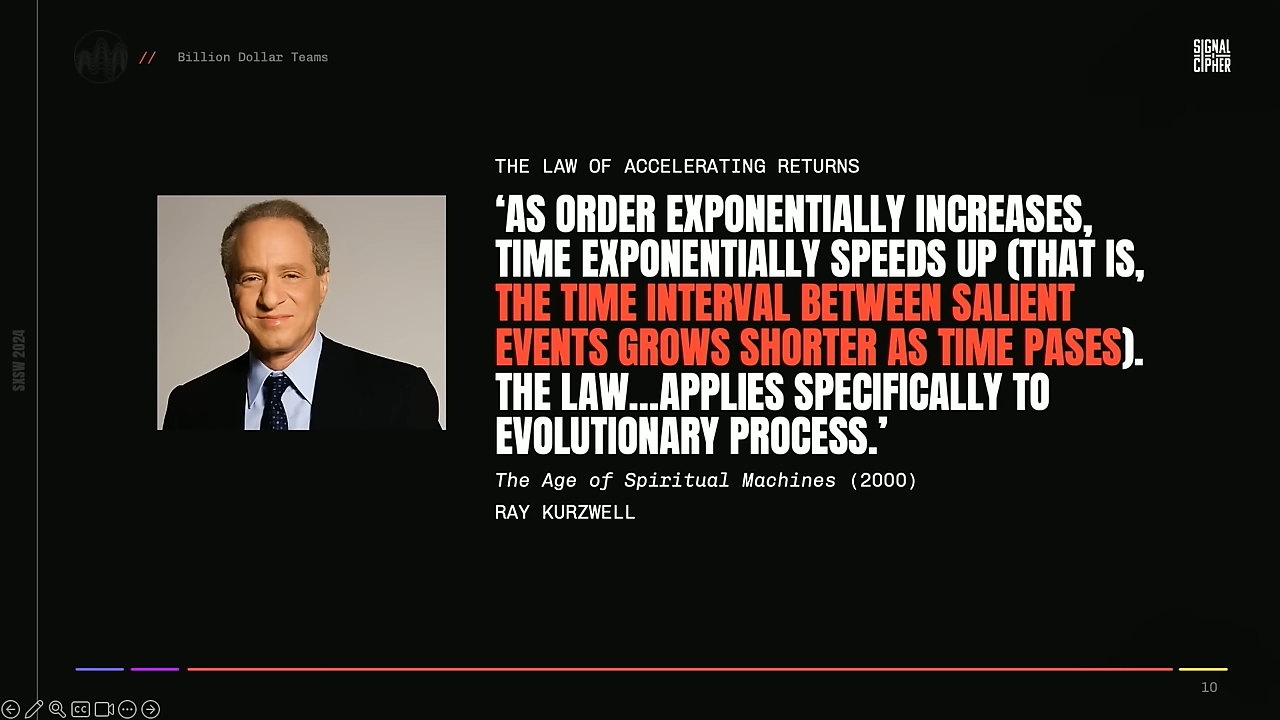 // Billion Dollar Teams
SIGNAL
CIPHER
THE LAW OF ACCELERATING RETURNS
‘AS ORDER EXPONENTIALLY INCREASES,
TIME EXPONENTIALLY SPEEDS UP (THAT IS,
THE TIME INTERVAL BETWEEN SALIENT
EVENTS GROWS SHORTER AS TIME PASES).
THE LAW...APPLIES SPECIFICALLY TO
EVOLUTIONARY PROCESS.’
The Age of Spiritual Machines (2000)
RAY KURZWELL
SXSW 2024
10
CC